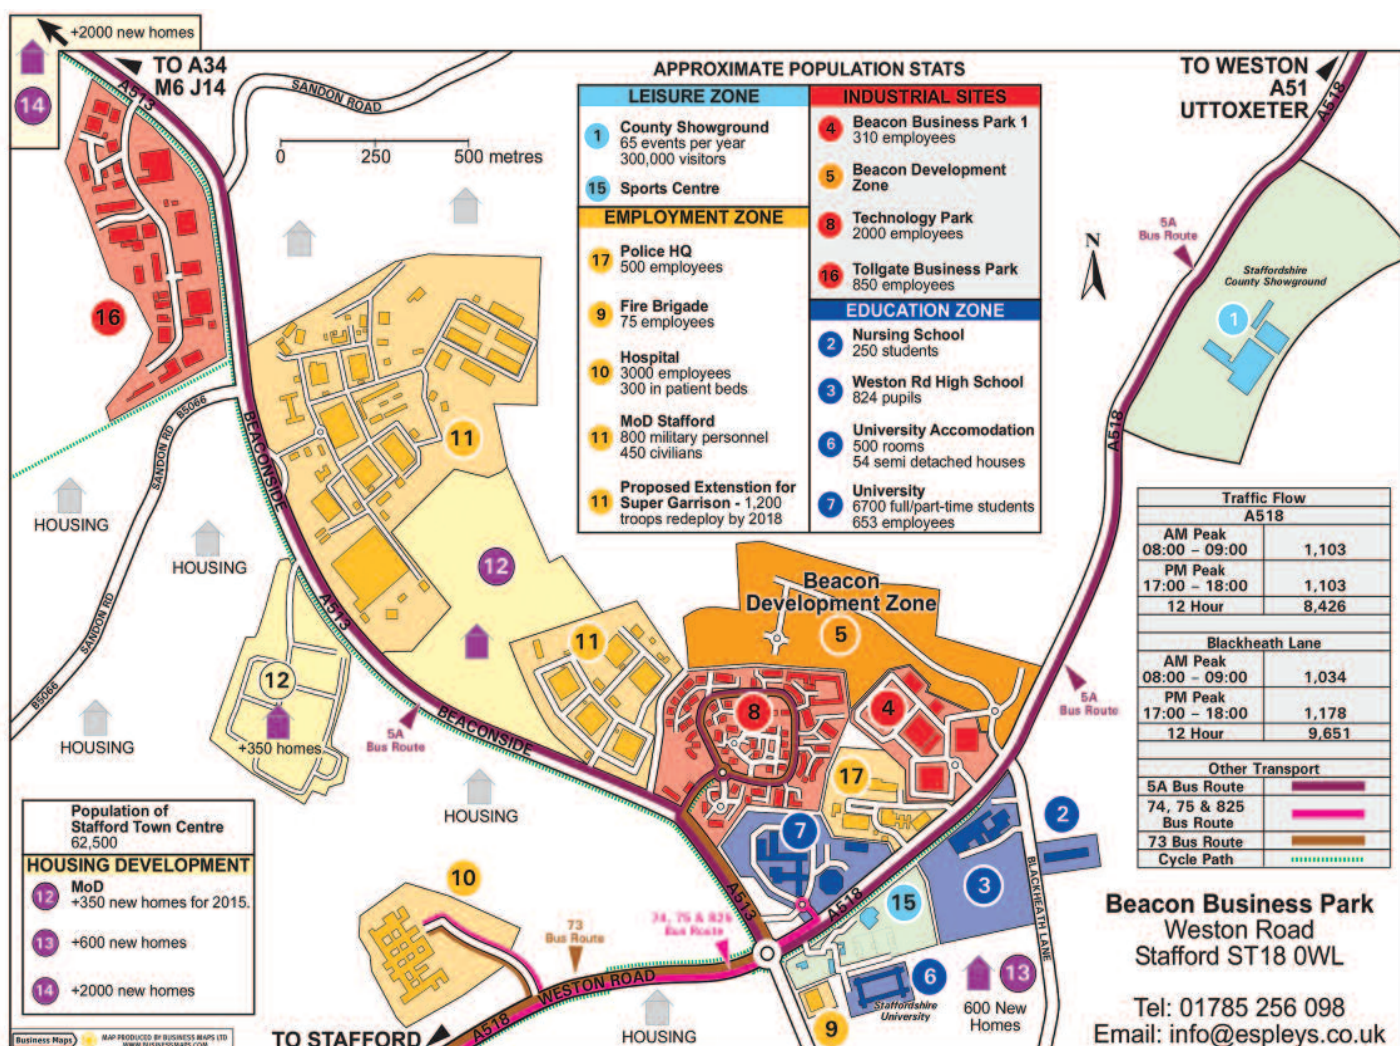 +2000 new homes
14
TO A34
M6 J14
A513
SANDON ROAD
0 250 500 metres
16
SANDON RD B5066
BEACONSIDE
11
HOUSING
HOUSING
SANDON RD
B5066
HOUSING
A513
12
12
+350 homes
5A
Bus Route
BEACONSIDE
HOUSING
11
APPROXIMATE POPULATION STATS
LEISURE ZONE
1 County Showground
65 events per year
300,000 visitors
15 Sports Centre
EMPLOYMENT ZONE
17 Police HQ
500 employees
9 Fire Brigade
75 employees
10 Hospital
3000 employees
300 in patient beds
11 MoD Stafford
800 military personnel
450 civilians
11 Proposed Extenstion for
Super Garrison - 1,200
troops redeploy by 2018
INDUSTRIAL SITES
4 Beacon Business Park 1
310 employees
5 Beacon Development
Zone
8 Technology Park
2000 employees
16 Tollgate Business Park
850 employees
EDUCATION ZONE
2 Nursing School
250 students
3 Weston Rd High School
824 pupils
6 University Accomodation
500 rooms
54 semi detached houses
7 University
6700 full/part-time students
653 employees
TO WESTON
A51
UTTOXETER
A518
5A
Bus Route
N
Staffordshire
County Showground
1
A518
Beacon
Development Zone
5
8
4
17
7
5A
Bus Route
2
3
15
A513
A518
BLACKHEATH LANE
10
73
Bus Route
74, 75 & 825
Bus Route
WESTON ROAD
A518
TO STAFFORD
HOUSING
9
6
Staffordshire
University
13
600 New
Homes
Traffic Flow
A518
AM Peak
08:00 – 09:00 1,103
PM Peak
17:00 – 18:00 1,103
12 Hour 8,426
Blackheath Lane
AM Peak
08:00 – 09:00 1,034
PM Peak
17:00 – 18:00 1,178
12 Hour 9,651
Other Transport
5A Bus Route
74, 75 & 825
Bus Route
73 Bus Route
Cycle Path
Population of
Stafford Town Centre
62,500
HOUSING DEVELOPMENT
12 MoD
+350 new homes for 2015.
13 +600 new homes
14 +2000 new homes
Business Maps
MAP PRODUCED BY BUSINESS MAPS LTD
WWW.BUSINESSMAPS.COM
Beacon Business Park
Weston Road
Stafford ST18 0WL
Tel: 01785 256 098
Email: info@espleys.co.uk